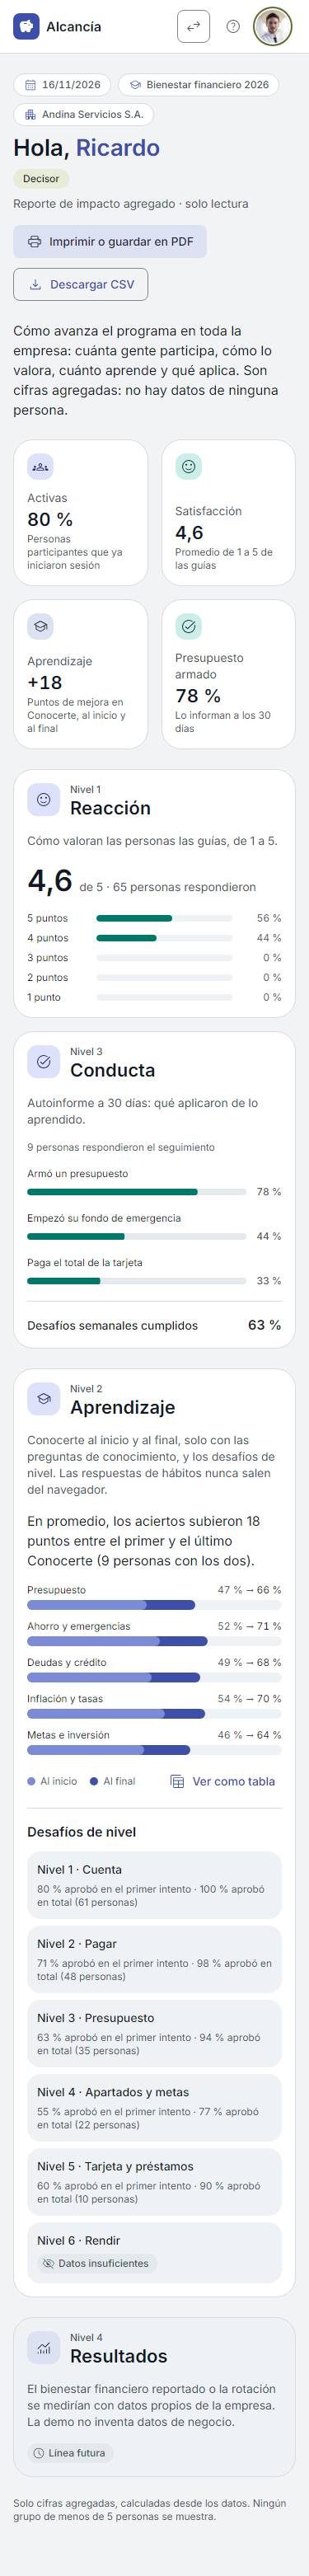 Alcancía
16/11/2026
Bienestar financiero 2026
Andina Servicios S.A.
Hola, Ricardo
Decisor
Reporte de impacto agregado · solo lectura
Imprimir o guardar en PDF
Descargar CSV
Cómo avanza el programa en toda la
empresa: cuánta gente participa, cómo lo
valora, cuánto aprende y qué aplica. Son
cifras agregadas: no hay datos de ninguna
persona.
Activas
80 %
Personas
participantes que ya
iniciaron sesión
Satisfacción
4,6
Promedio de 1 a 5 de
las guías
Aprendizaje
+18
Puntos de mejora en
Conocerte, al inicio y
al final
Presupuesto
armado
78 %
Lo informan a los 30
días
Nivel 1
Reacción
Cómo valoran las personas las guías, de 1 a 5.
4,6 de 5 · 65 personas respondieron
5 puntos 56 %
4 puntos 44 %
3 puntos 0 %
2 puntos 0 %
1 punto 0 %
Nivel 3
Conducta
Autoinforme a 30 días: qué aplicaron de lo
aprendido.
9 personas respondieron el seguimiento
Armó un presupuesto
78 %
Empezó su fondo de emergencia
44 %
Paga el total de la tarjeta
33 %
Desafíos semanales cumplidos 63 %
Nivel 2
Aprendizaje
Conocerte al inicio y al final, solo con las
preguntas de conocimiento, y los desafíos de
nivel. Las respuestas de hábitos nunca salen
del navegador.
En promedio, los aciertos subieron 18
puntos entre el primer y el último
Conocerte (9 personas con los dos).
Presupuesto 47 % → 66 %
Ahorro y emergencias 52 % → 71 %
Deudas y crédito 49 % → 68 %
Inflación y tasas 54 % → 70 %
Metas e inversión 46 % → 64 %
Al inicio Al final Ver como tabla
Desafíos de nivel
Nivel 1 · Cuenta
80 % aprobó en el primer intento · 100 % aprobó
en total (61 personas)
Nivel 2 · Pagar
71 % aprobó en el primer intento · 98 % aprobó en
total (48 personas)
Nivel 3 · Presupuesto
63 % aprobó en el primer intento · 94 % aprobó
en total (35 personas)
Nivel 4 · Apartados y metas
55 % aprobó en el primer intento · 77 % aprobó
en total (22 personas)
Nivel 5 · Tarjeta y préstamos
60 % aprobó en el primer intento · 90 % aprobó
en total (10 personas)
Nivel 6 · Rendir
Datos insuficientes
Nivel 4
Resultados
El bienestar financiero reportado o la rotación
se medirían con datos propios de la empresa.
La demo no inventa datos de negocio.
Línea futura
Solo cifras agregadas, calculadas desde los datos. Ningún
grupo de menos de 5 personas se muestra.